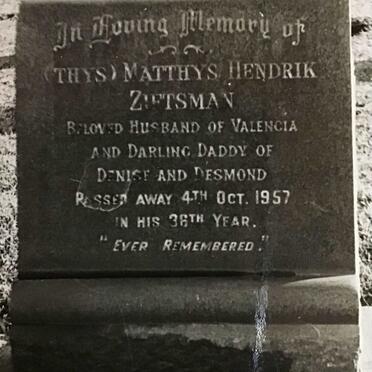 In Loving Memory of
(THYS) MATTHYS HENDRIK
ZIETSMAN
BELOVED HUSBAND OF VALENCIA
AND DARLING DADDY OF
DENISE AND DESMOND
PASSED AWAY 4TH OCT. 1957
IN HIS 36TH YEAR.
"EVER REMEMBERED."